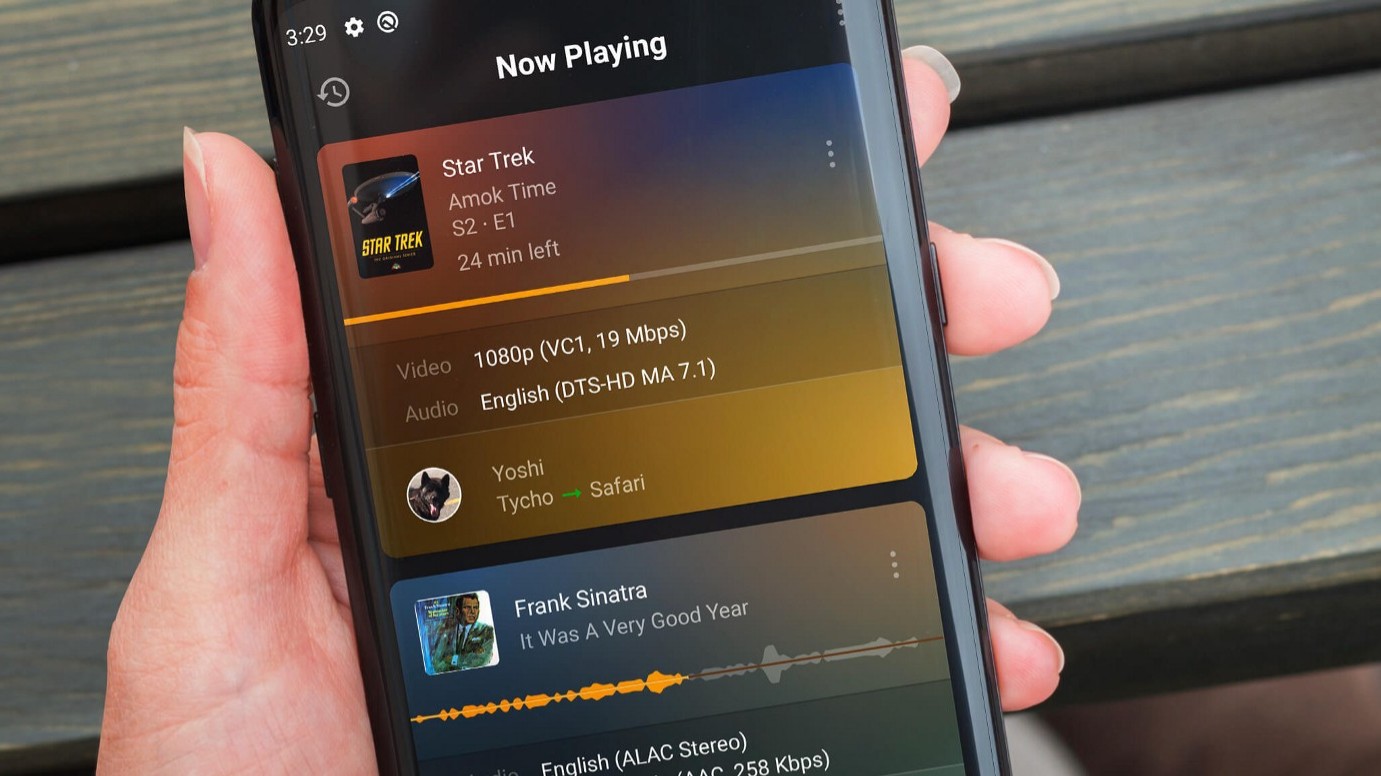 3:29
Now Playing
Star Trek
Amok Time
S2 · E1
24 min left
STAR TREK
Video 1080p (VC1, 19 Mbps)
Audio English (DTS-HD MA 7.1)
Yoshi
Tycho → Safari
Frank Sinatra
It Was A Very Good Year
English (ALAC Stereo)
(AAC, 258 Kbps)